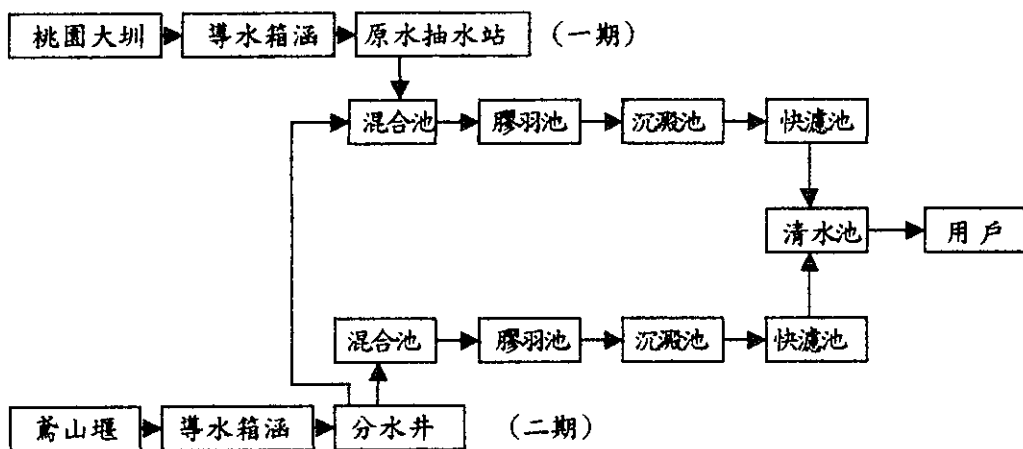 桃園大圳 導水箱涵 原水抽水站 (一期)
混合池 膠羽池 沉澱池 快濾池
清水池 用戶
混合池 膠羽池 沉澱池 快濾池
鳶山堰 導水箱涵 分水井 (二期)